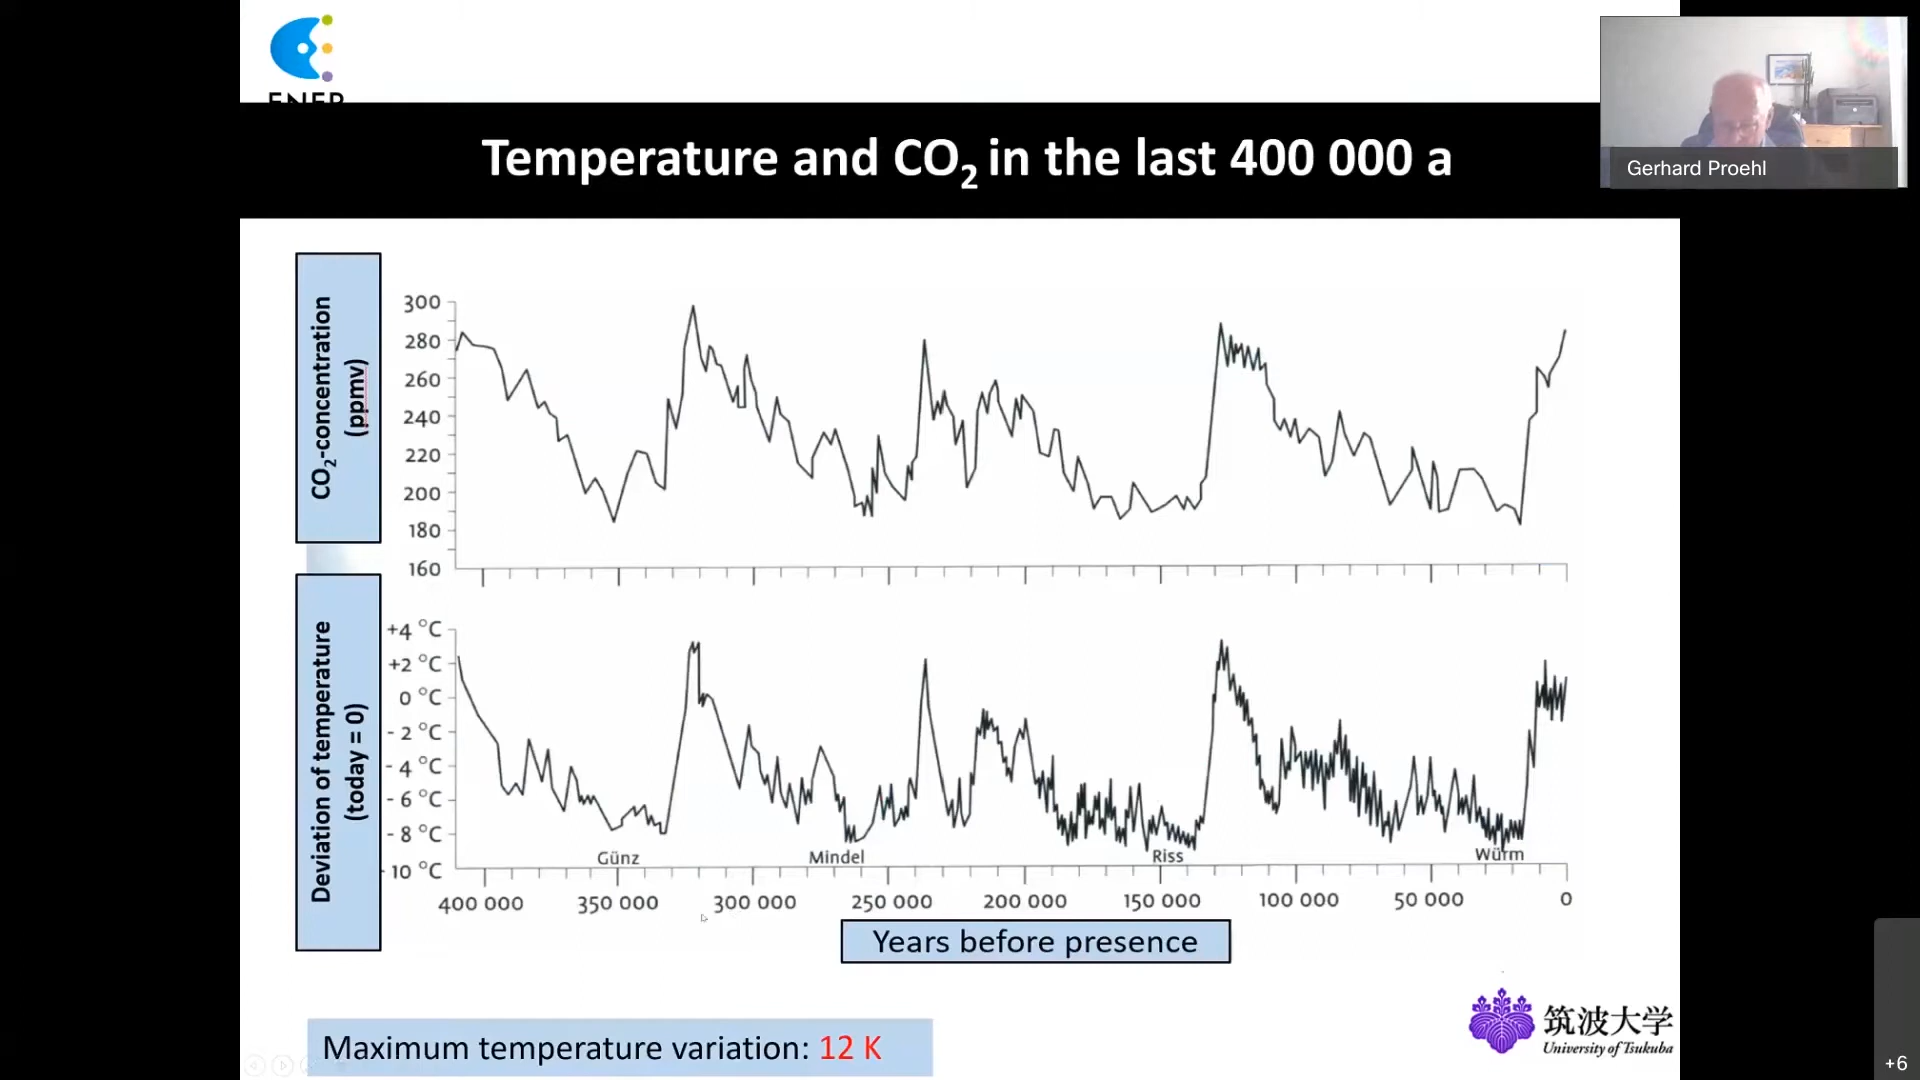 ENER
Temperature and CO2 in the last 400 000 a
Gerhard Proehl
CO2-concentration
(ppmv)
300
280
260
240
220
200
180
160
Deviation of temperature
(today = 0)
+4 °C
+2 °C
0 °C
- 2 °C
- 4 °C
- 6 °C
- 8 °C
- 10 °C
Günz
Mindel
Riss
Würm
400 000
350 000
300 000
250 000
200 000
150 000
100 000
50 000
0
Years before presence
Maximum temperature variation: 12 K
筑波大学
University of Tsukuba
+6